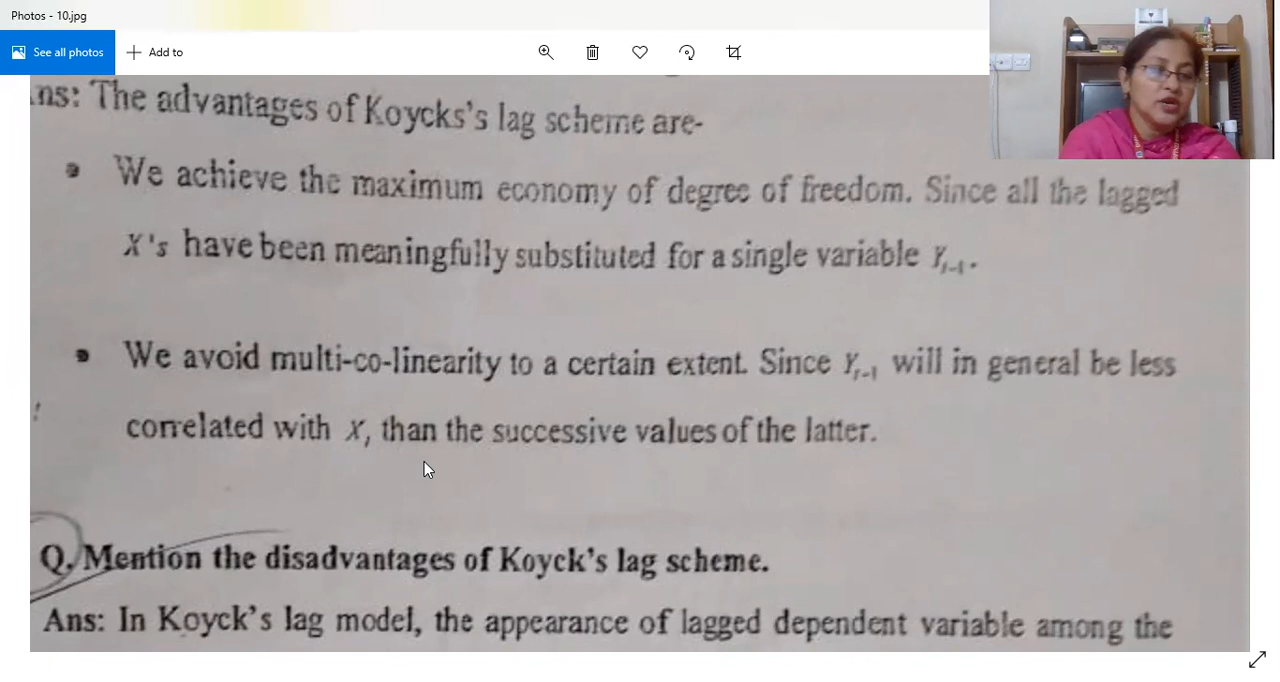 Photos - 10.jpg
See all photos
Add to
ns: The advantages of Koycks's lag scheme are-
• We achieve the maximum economy of degree of freedom. Since all the lagged
X's have been meaningfully substituted for a single variable Yₜ₋₁.
• We avoid multi-co-linearity to a certain extent. Since Yₜ₋₁ will in general be less
correlated with Xₜ than the successive values of the latter.
Q. Mention the disadvantages of Koyck's lag scheme.
Ans: In Koyck's lag model, the appearance of lagged dependent variable among the